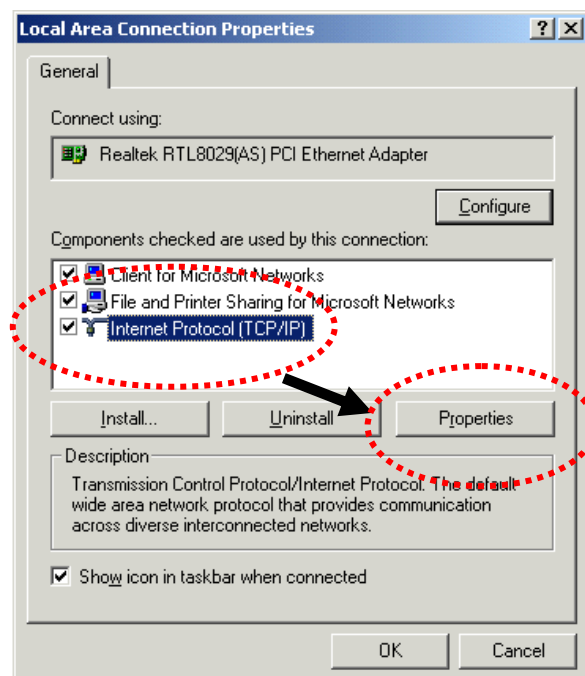 Local Area Connection Properties
General
Connect using:
Realtek RTL8029(AS) PCI Ethernet Adapter
Configure
Components checked are used by this connection:
Client for Microsoft Networks
File and Printer Sharing for Microsoft Networks
Internet Protocol (TCP/IP)
Install... Uninstall Properties
Description
Transmission Control Protocol/Internet Protocol. The default
wide area network protocol that provides communication
across diverse interconnected networks.
Show icon in taskbar when connected
OK Cancel